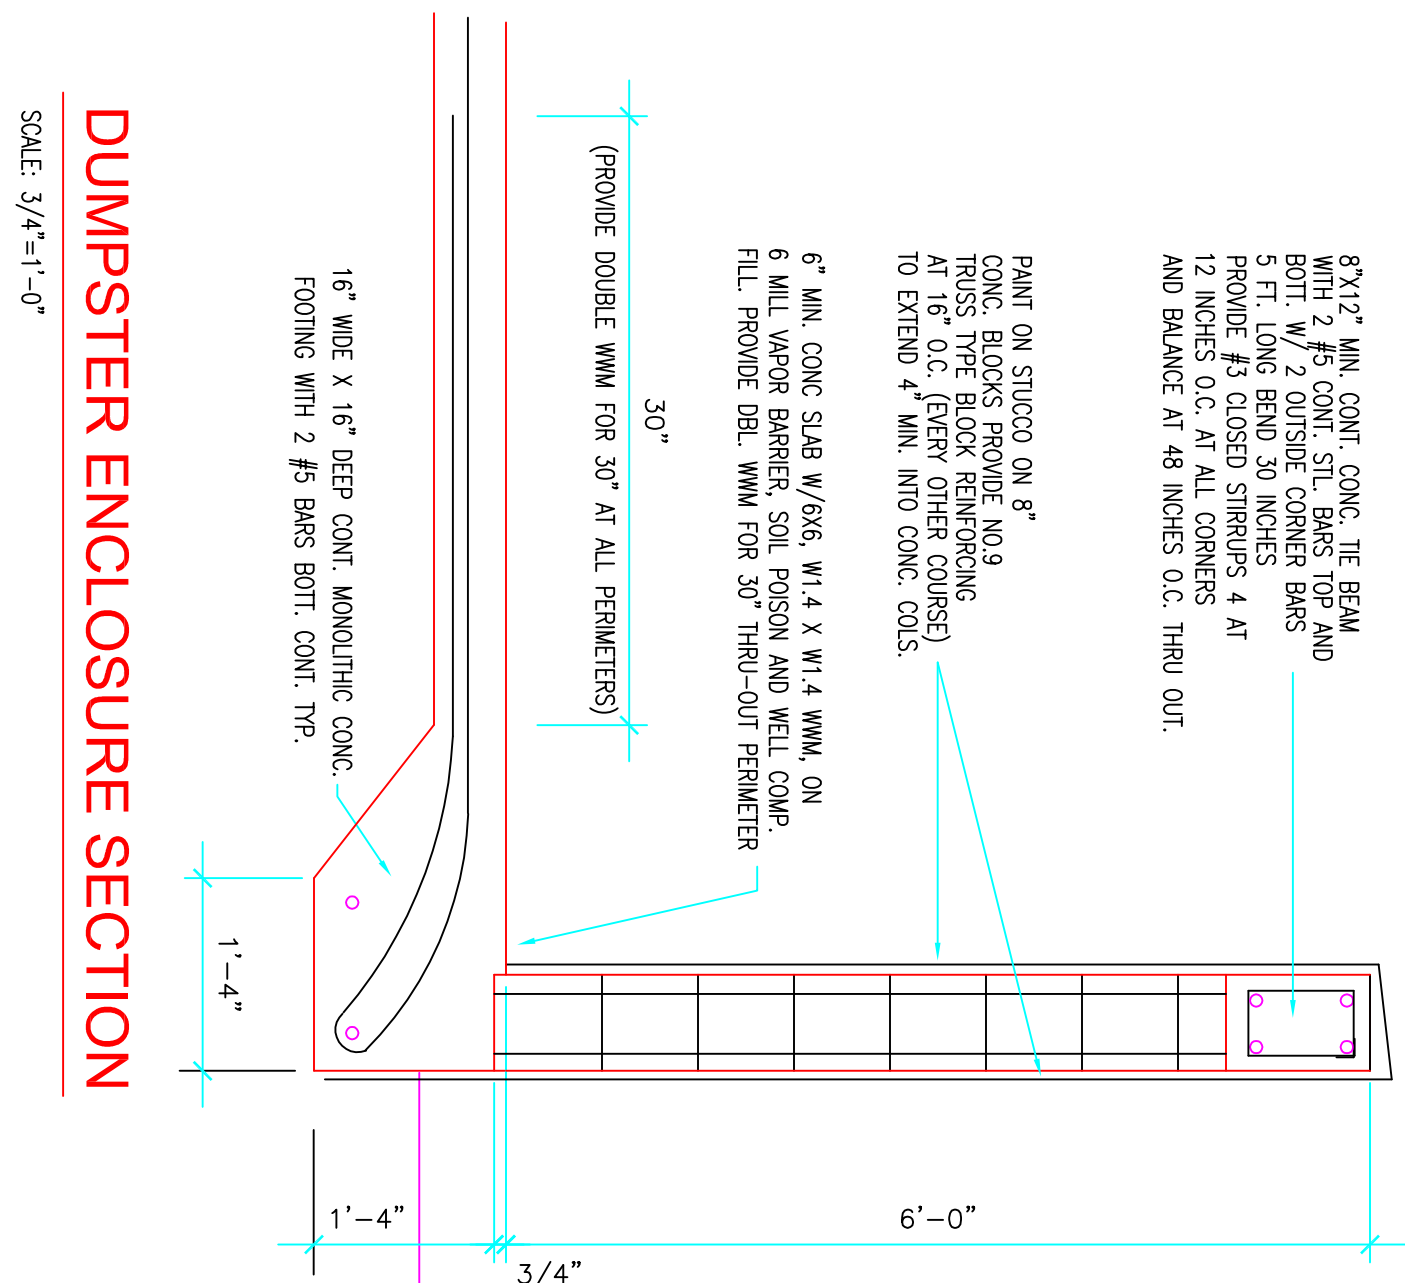 8"X12" MIN. CONT. CONC. TIE BEAM
WITH 2 #5 CONT. STL. BARS TOP AND
BOTT. W/ 2 OUTSIDE CORNER BARS
5 FT. LONG BEND 30 INCHES
PROVIDE #3 CLOSED STIRRUPS 4 AT
12 INCHES O.C. AT ALL CORNERS
AND BALANCE AT 48 INCHES O.C. THRU OUT.
PAINT ON STUCCO ON 8"
CONC. BLOCKS PROVIDE NO.9
TRUSS TYPE BLOCK REINFORCING
AT 16" O.C. (EVERY OTHER COURSE)
TO EXTEND 4" MIN. INTO CONC. COLS.
6" MIN. CONC SLAB W/6X6, W1.4 X W1.4 WWM, ON
6 MILL VAPOR BARRIER, SOIL POISON AND WELL COMP.
FILL. PROVIDE DBL. WWM FOR 30" THRU-OUT PERIMETER
30"
(PROVIDE DOUBLE WWM FOR 30" AT ALL PERIMETERS)
16" WIDE X 16" DEEP CONT. MONOLITHIC CONC.
FOOTING WITH 2 #5 BARS BOTT. CONT. TYP.
1'-4"
6'-0"
3/4"
1'-4"
DUMPSTER ENCLOSURE SECTION
SCALE: 3/4"=1'-0"